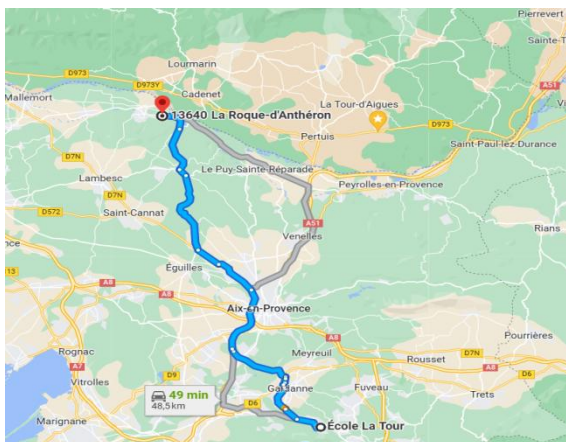 Pierrevert
Sainte-T
Lourmarin
D973
D973Y
Cadenet
A51
Mallemort
13640 La Roque-d'Anthéron
La Tour-d'Aigues
Pertuis
D973
Saint-Paul-lez-Durance
D7N
Le Puy-Sainte-Réparade
Lambesc
Peyrolles-en-Provence
D572
Saint-Cannat
A51
Rians
Venelles
Éguilles
13
A8
Aix-en-Provence
A8
Pourrières
D7N
Meyreuil
Rousset
Rognac
A7
D9
Vitrolles
Gardanne
Fuveau
Trets
49 min
48,5 km
D6
Marignane
École La Tour